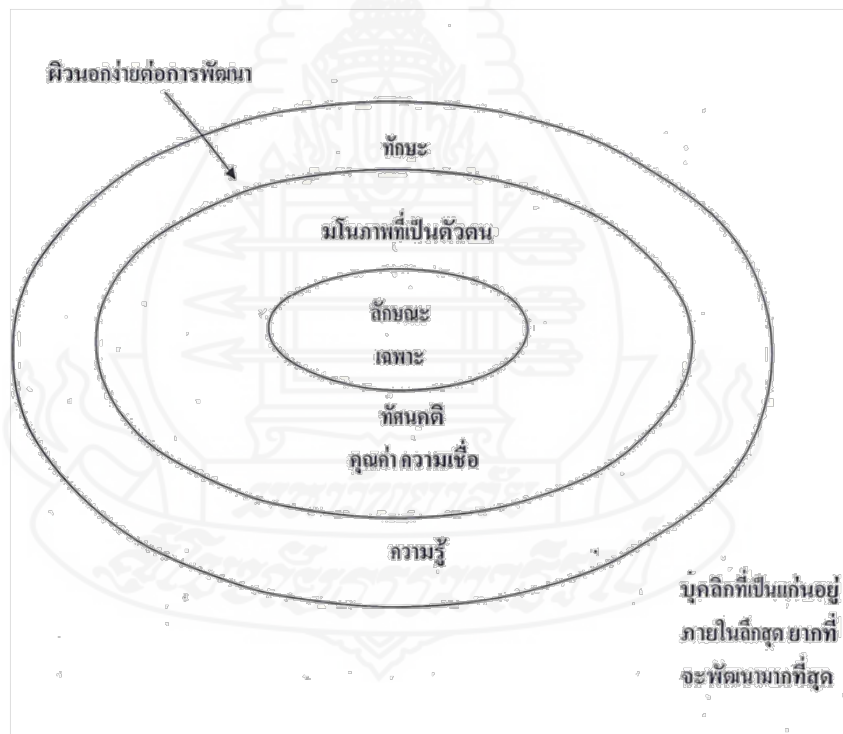 ผิวนอกง่ายต่อการพัฒนา
ทักษะ
มโนภาพที่เป็นตัวตน
ลักษณะ
เฉพาะ
ทัศนคติ
คุณค่า ความเชื่อ
ความรู้
บุคลิกที่เป็นแก่นอยู่
ภายในลึกสุด ยากที่
จะพัฒนามากที่สุด